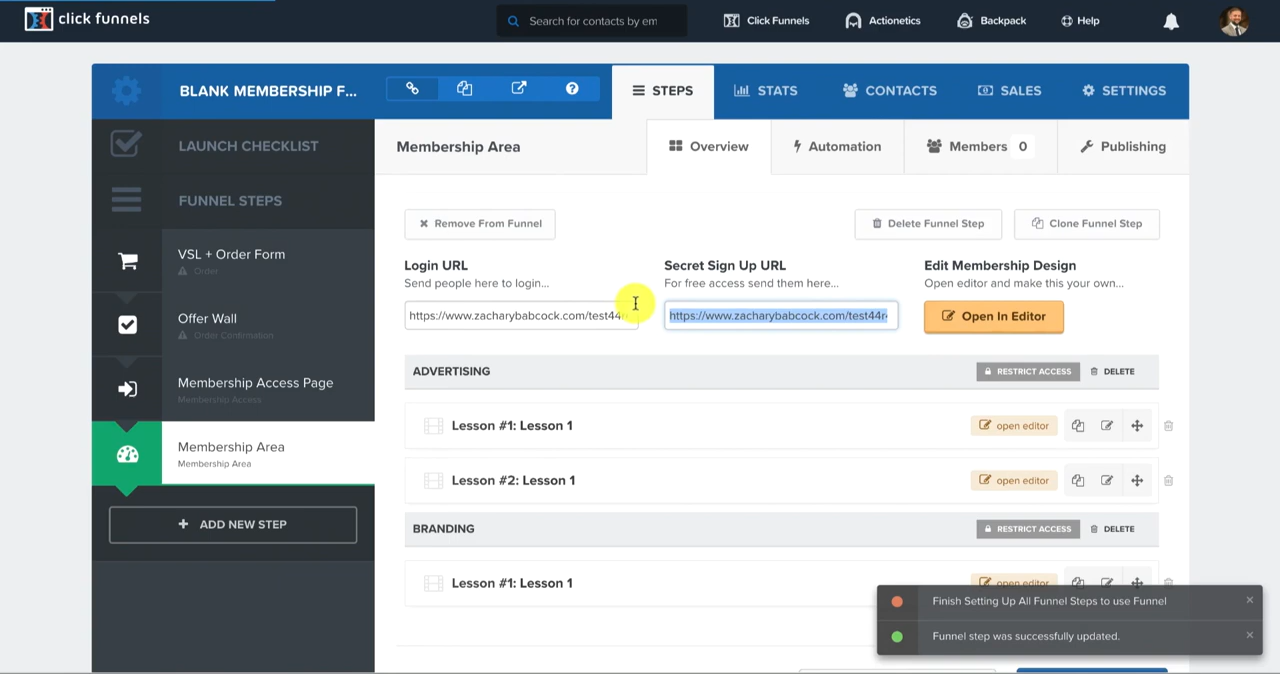 click funnels
Search for contacts by em
Click Funnels
Actionetics
Backpack
Help
BLANK MEMBERSHIP F...
STEPS
STATS
CONTACTS
SALES
SETTINGS
LAUNCH CHECKLIST
FUNNEL STEPS
VSL + Order Form
Order
Offer Wall
Order Confirmation
Membership Access Page
Membership Access
Membership Area
Membership Area
ADD NEW STEP
Membership Area
Overview
Automation
Members 0
Publishing
Remove From Funnel
Delete Funnel Step
Clone Funnel Step
Login URL
Send people here to login...
https://www.zacharybabcock.com/test44r
Secret Sign Up URL
For free access send them here...
https://www.zacharybabcock.com/test44r4
Edit Membership Design
Open editor and make this your own...
Open In Editor
ADVERTISING
RESTRICT ACCESS
DELETE
Lesson #1: Lesson 1
open editor
Lesson #2: Lesson 1
open editor
BRANDING
RESTRICT ACCESS
DELETE
Lesson #1: Lesson 1
open editor
Finish Setting Up All Funnel Steps to use Funnel
Funnel step was successfully updated.